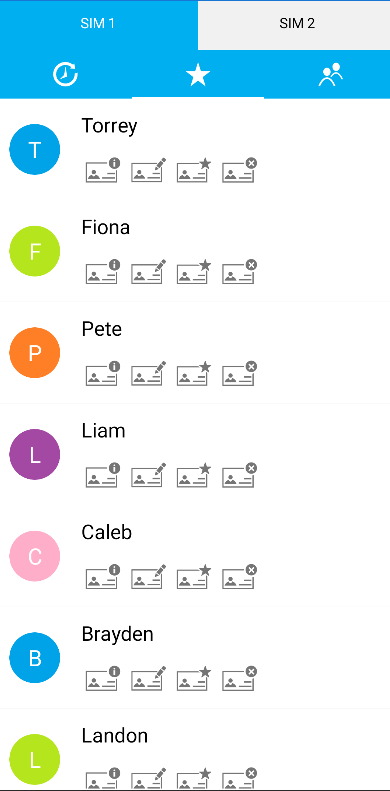 SIM 1
SIM 2
T
Torrey
F
Fiona
P
Pete
L
Liam
C
Caleb
B
Brayden
L
Landon